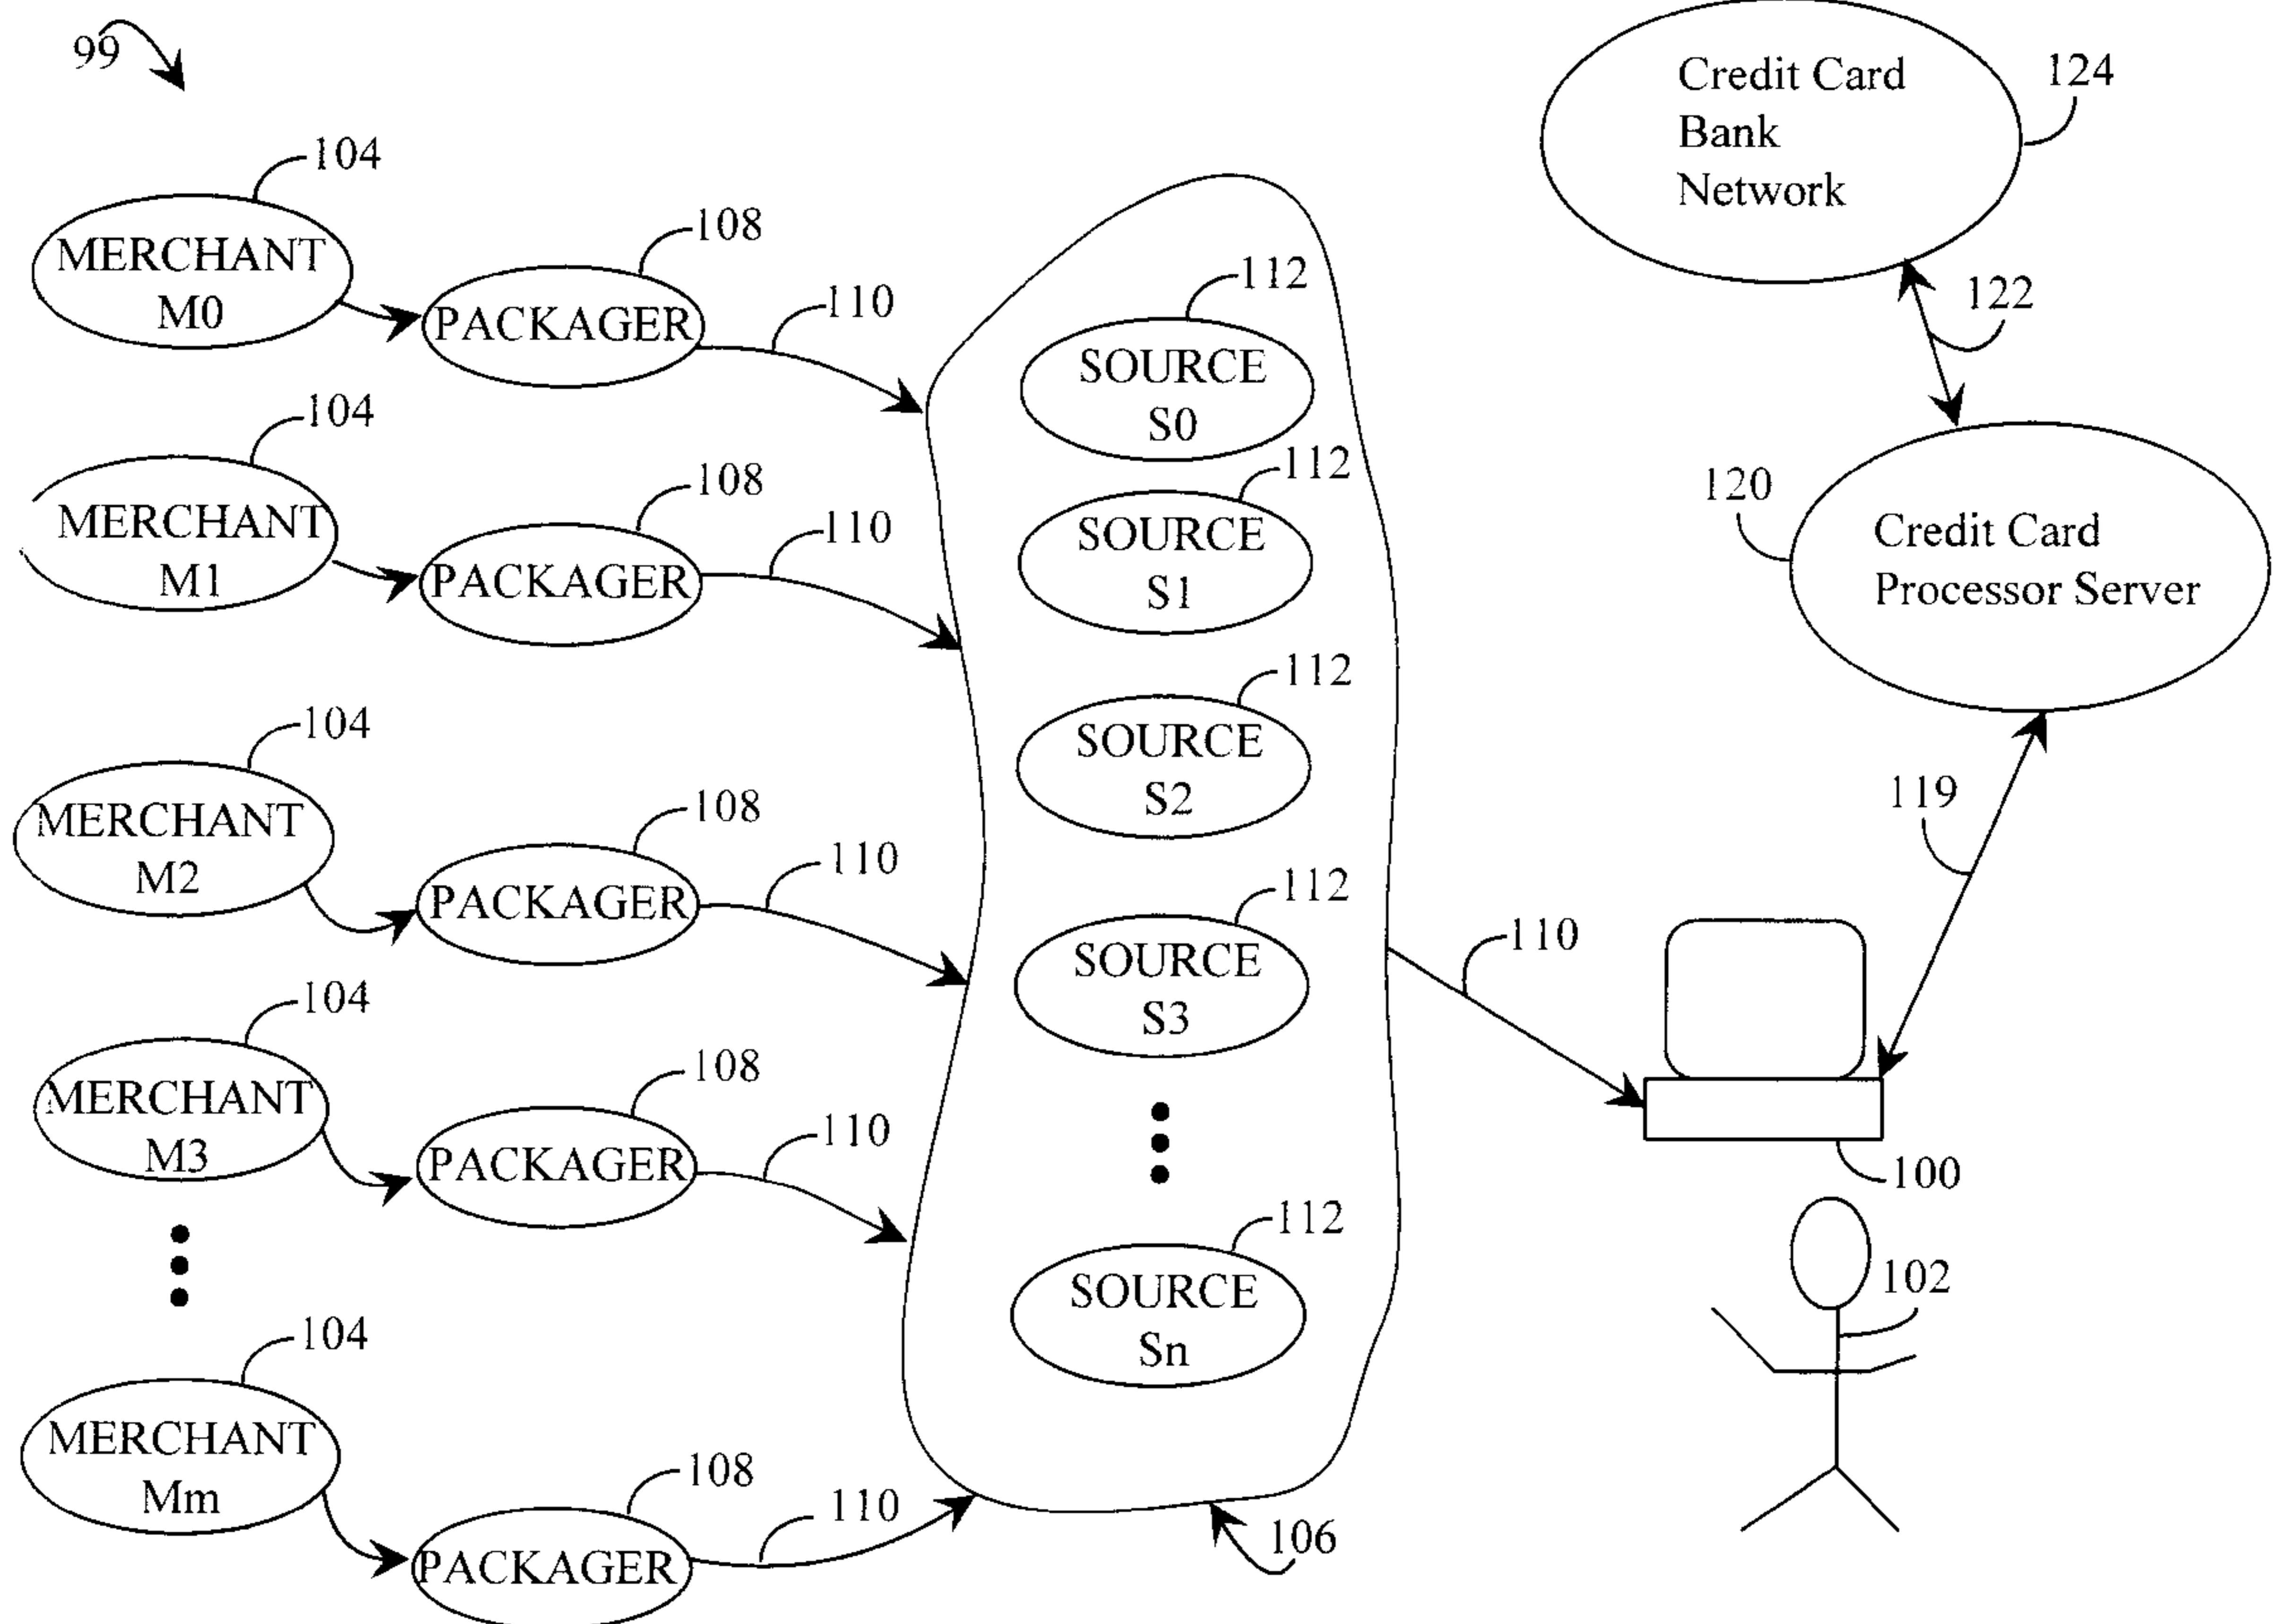 99
104
MERCHANT
M0
108
PACKAGER
110
104
MERCHANT
M1
108
PACKAGER
110
104
MERCHANT
M2
108
PACKAGER
110
104
MERCHANT
M3
108
PACKAGER
110
104
MERCHANT
Mm
108
PACKAGER
110
112
SOURCE
S0
112
SOURCE
S1
112
SOURCE
S2
112
SOURCE
S3
112
SOURCE
Sn
106
110
Credit Card
Bank
Network
124
122
120
Credit Card
Processor Server
119
100
102